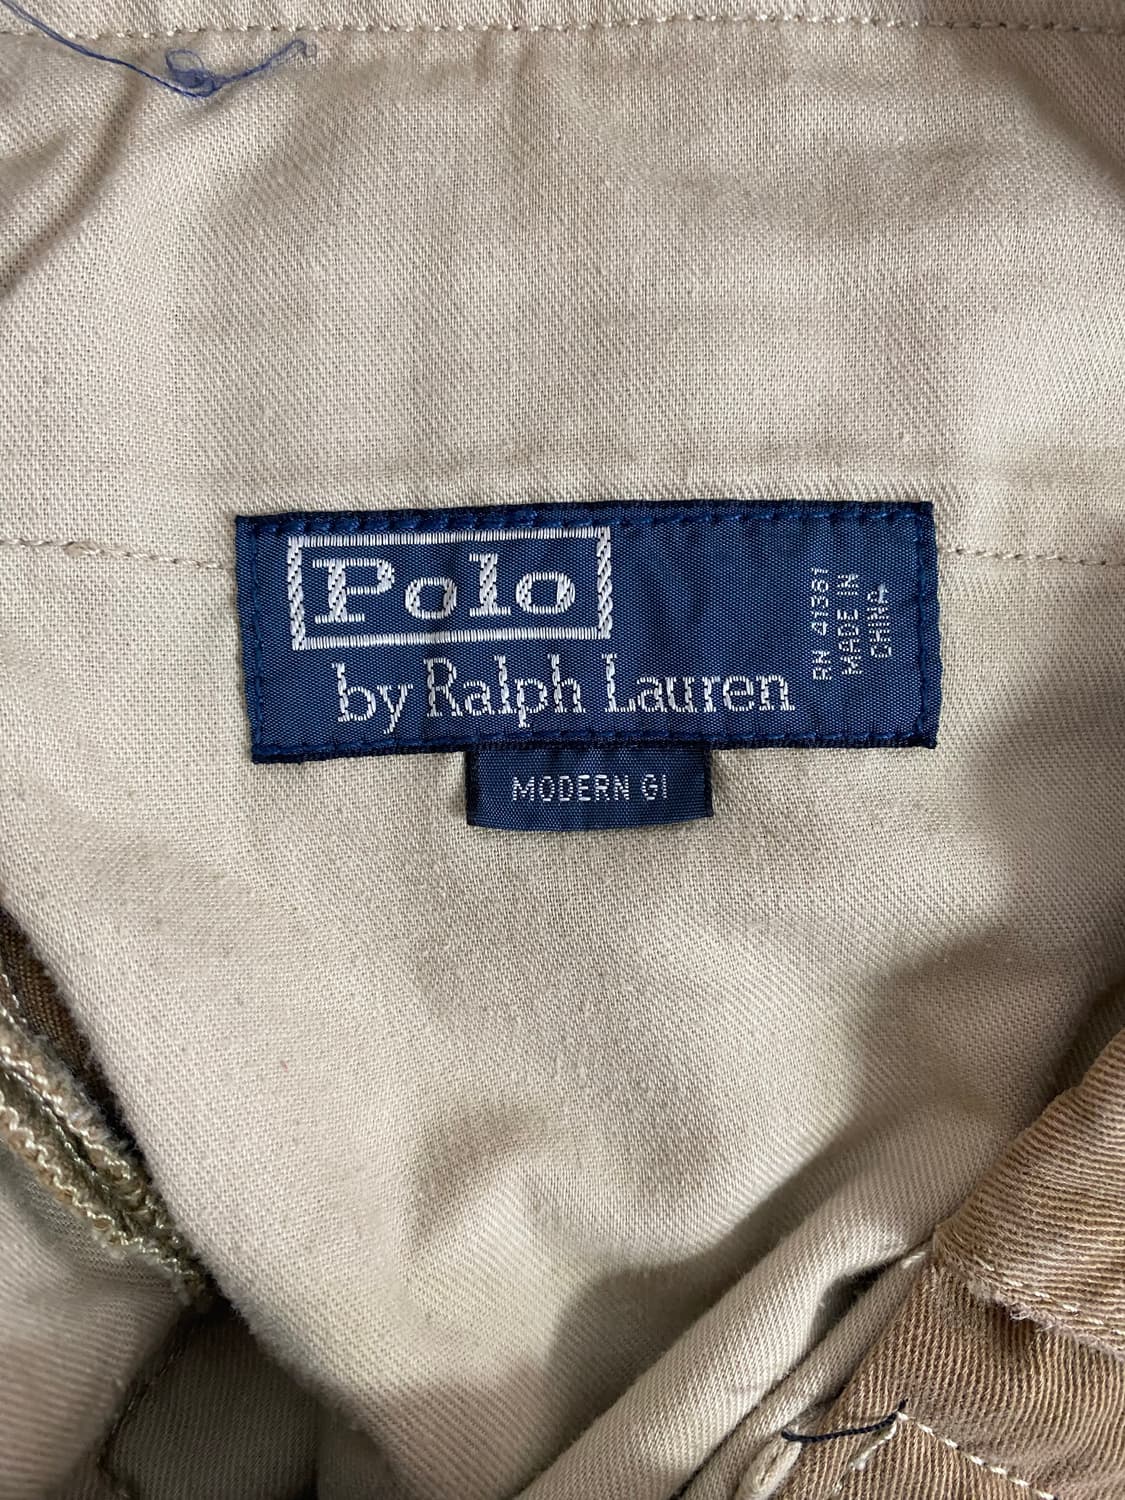 Polo
by Ralph Lauren
RN 41381
MADE IN
CHINA
MODERN GI